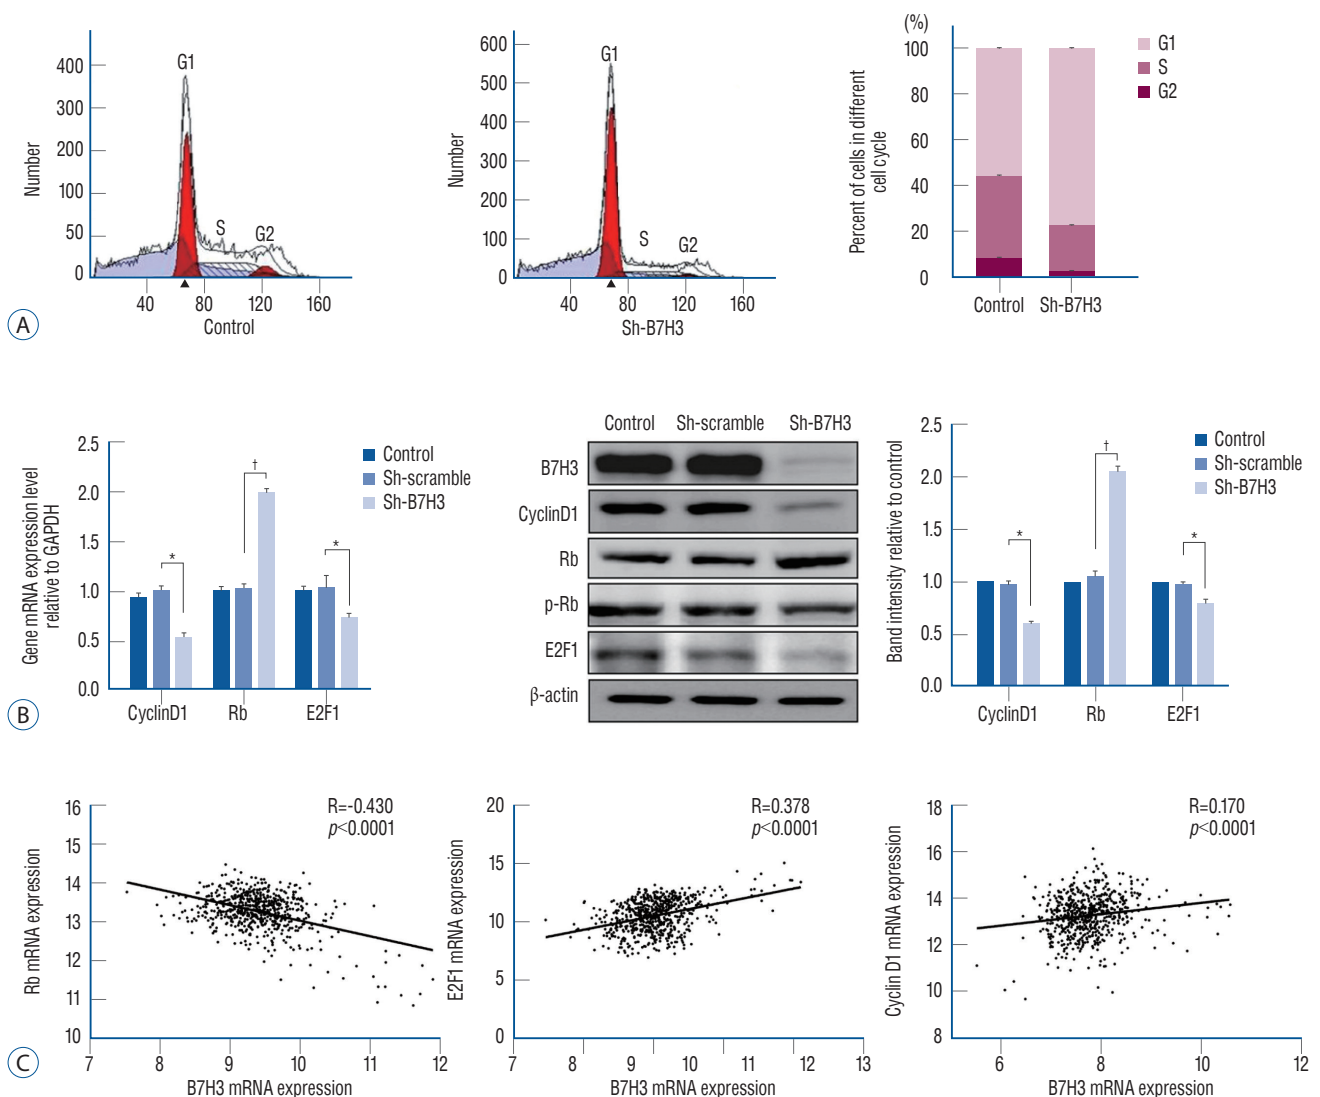 400
300
200
100
50
0
Number
G1
S
G2
40 80 120 160
Control
600
500
400
300
200
100
0
Number
G1
S
G2
40 80 120 160
Sh-B7H3
(%)
100
80
60
40
20
0
Percent of cells in different
cell cycle
Control Sh-B7H3
G1
S
G2
A
2.5
2.0
1.5
1.0
0.5
0.0
Gene mRNA expression level
relative to GAPDH
*
†
*
Control
Sh-scramble
Sh-B7H3
CyclinD1 Rb E2F1
Control Sh-scramble Sh-B7H3
B7H3
CyclinD1
Rb
p-Rb
E2F1
β-actin
2.5
2.0
1.5
1.0
0.5
0.0
Band intensity relative to control
*
†
*
Control
Sh-scramble
Sh-B7H3
CyclinD1 Rb E2F1
B
16
15
14
13
12
11
10
Rb mRNA expression
R=-0.430
p<0.0001
7 8 9 10 11 12
B7H3 mRNA expression
20
15
10
5
0
E2F1 mRNA expression
R=0.378
p<0.0001
7 8 9 10 11 12 13
B7H3 mRNA expression
18
16
14
12
10
8
Cyclin D1 mRNA expression
R=0.170
p<0.0001
6 8 10 12
B7H3 mRNA expression
C